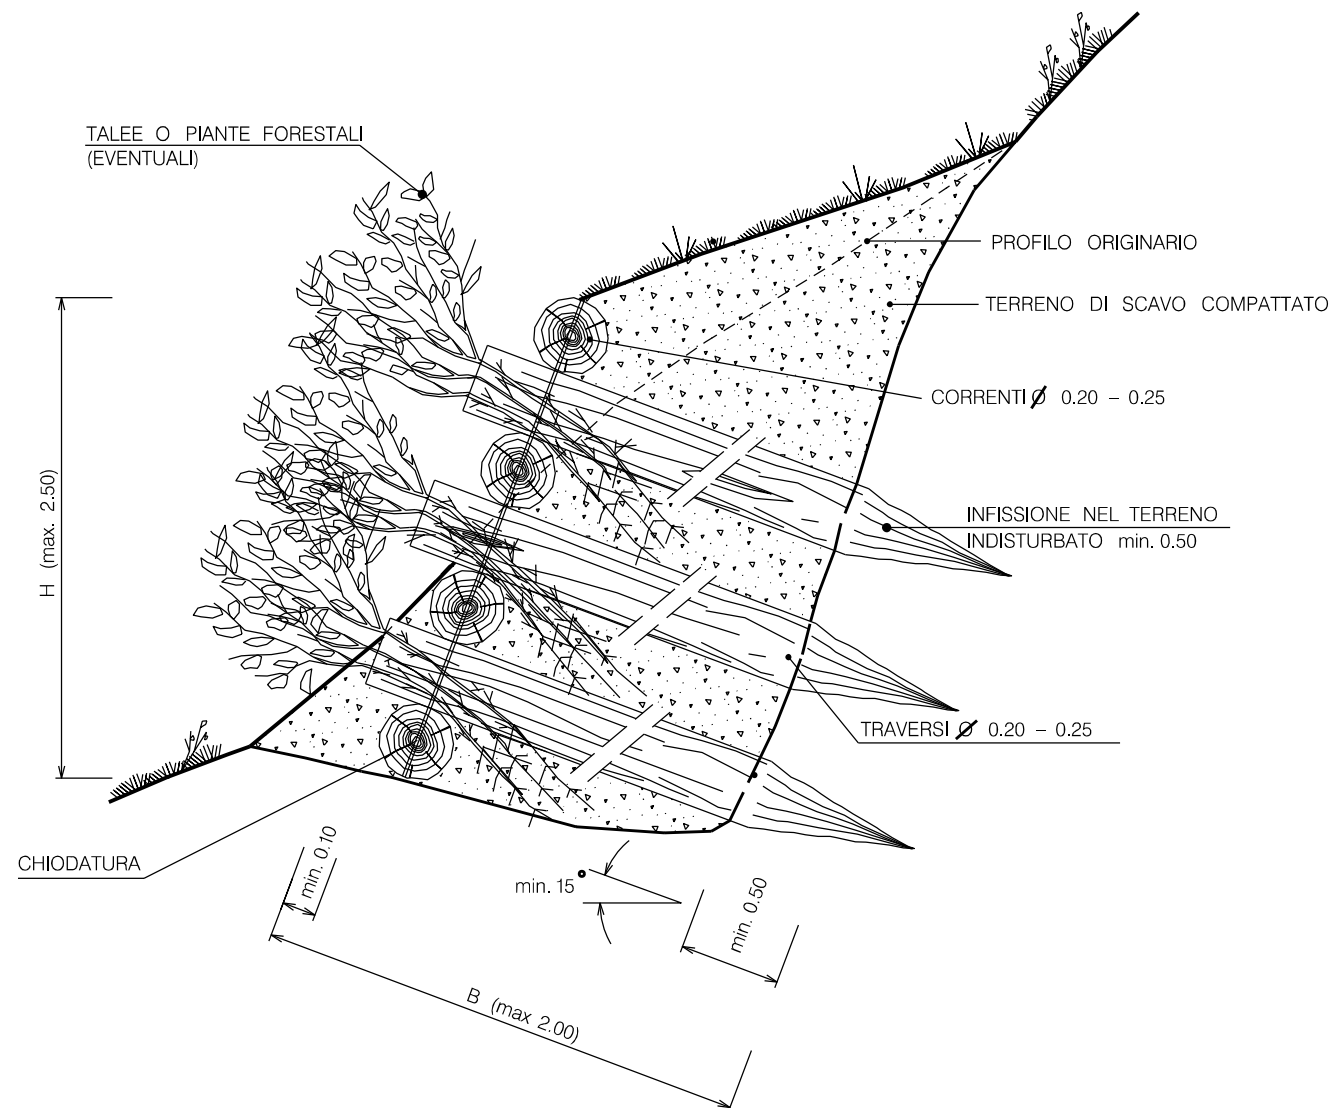 TALEE O PIANTE FORESTALI
(EVENTUALI)
PROFILO ORIGINARIO
TERRENO DI SCAVO COMPATTATO
CORRENTI Ø 0.20 - 0.25
H (max. 2.50)
INFISSIONE NEL TERRENO
INDISTURBATO min. 0.50
TRAVERSI Ø 0.20 - 0.25
CHIODATURA
min. 0.10
min. 15°
min. 0.50
B (max 2.00)